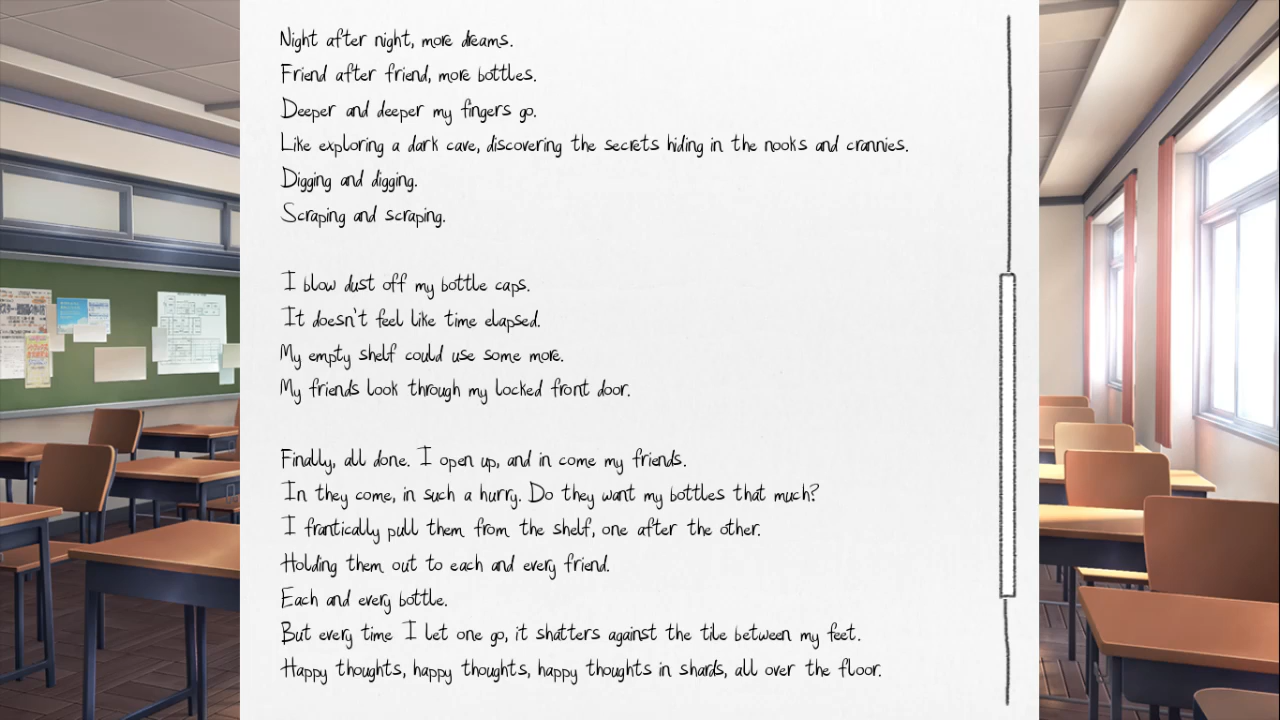 Night after night, more dreams.
Friend after friend, more bottles.
Deeper and deeper my fingers go.
Like exploring a dark cave, discovering the secrets hiding in the nooks and crannies.
Digging and digging.
Scraping and scraping.
I blow dust off my bottle caps.
It doesn't feel like time elapsed.
My empty shelf could use some more.
My friends look through my locked front door.
Finally, all done. I open up, and in come my friends.
In they come, in such a hurry. Do they want my bottles that much?
I frantically pull them from the shelf, one after the other.
Holding them out to each and every friend.
Each and every bottle.
But every time I let one go, it shatters against the tile between my feet.
Happy thoughts, happy thoughts, happy thoughts in shards, all over the floor.